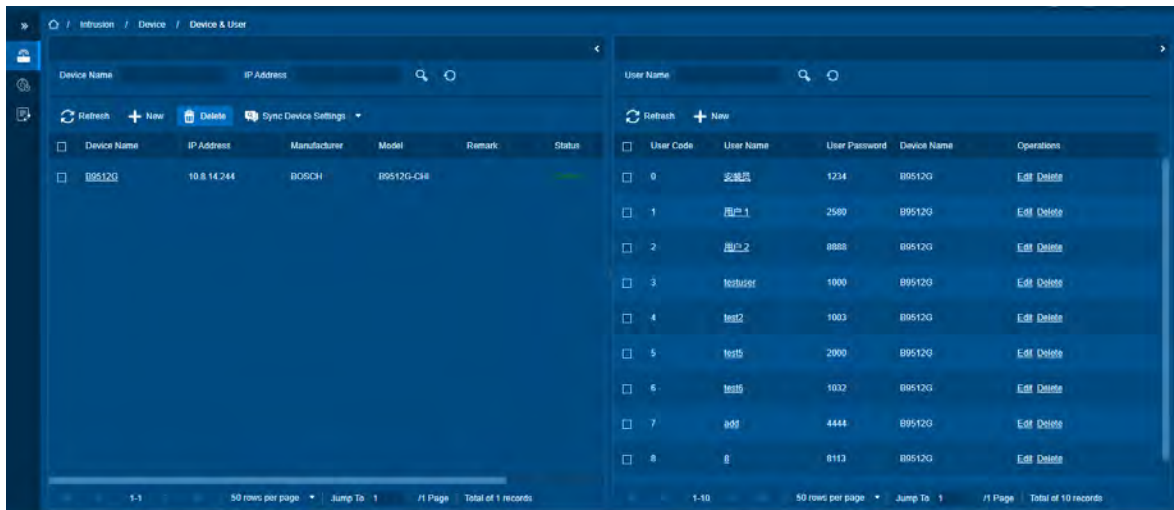 » / Intrusion / Device / Device & User
Device Name IP Address
Refresh New Delete Sync Device Settings
Device Name IP Address Manufacturer Model Remark Status
B9512G 10.8.14.244 BOSCH B9512G-CHI
1-1 50 rows per page Jump To 1 /1 Page Total of 1 records
User Name
Refresh New
User Code User Name User Password Device Name Operations
0 安装员 1234 B9512G Edit Delete
1 用户 1 2580 B9512G Edit Delete
2 用户 2 8888 B9512G Edit Delete
3 testuser 1000 B9512G Edit Delete
4 test2 1003 B9512G Edit Delete
5 test5 2000 B9512G Edit Delete
6 test6 1032 B9512G Edit Delete
7 add 4444 B9512G Edit Delete
8 8 8113 B9512G Edit Delete
1-10 50 rows per page Jump To 1 /1 Page Total of 10 records